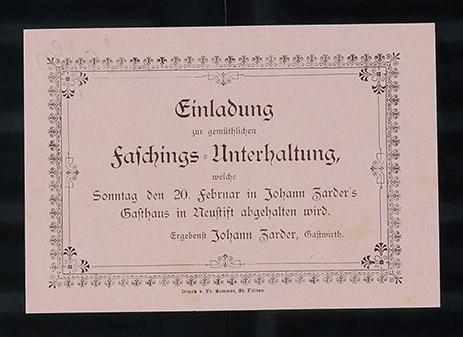 Einladung
zur gemüthlichen
Faschings-Unterhaltung,
welche
Sonntag den 20. Februar in Johann Zarder's
Gasthaus in Neustift abgehalten wird.
Ergebenst Johann Zarder, Gastwirth.
Druck v. Fr. Sommer, St. Pölten.